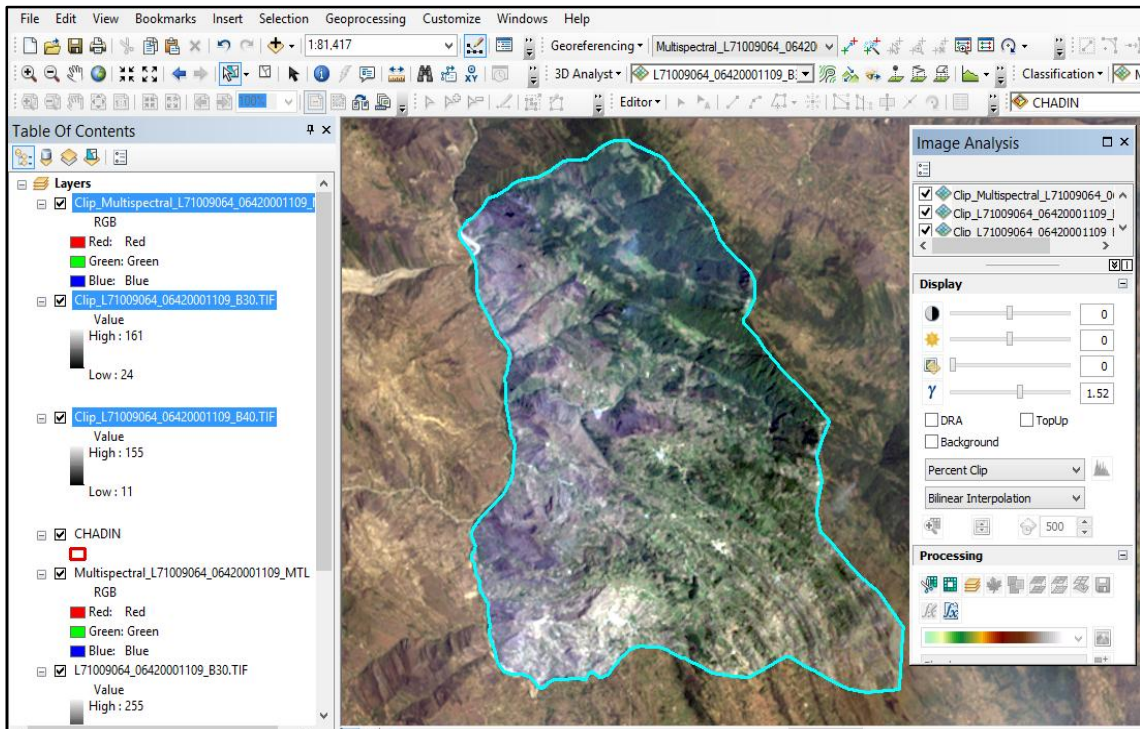 File Edit View Bookmarks Insert Selection Geoprocessing Customize Windows Help
1:81,417 Georeferencing Multispectral_L71009064_06420
3D Analyst L71009064_06420001109_B Classification
100% Editor CHADIN
Table Of Contents
Layers
Clip_Multispectral_L71009064_06420001109_
RGB
Red: Red
Green: Green
Blue: Blue
Clip_L71009064_06420001109_B30.TIF
Value
High : 161
Low : 24
Clip_L71009064_06420001109_B40.TIF
Value
High : 155
Low : 11
CHADIN
Multispectral_L71009064_06420001109_MTL
RGB
Red: Red
Green: Green
Blue: Blue
L71009064_06420001109_B30.TIF
Value
High : 255
Image Analysis
Clip_Multispectral_L71009064_0
Clip_L71009064_06420001109_
Clip_L71009064_06420001109_
Display
0
0
0
γ 1.52
DRA TopUp
Background
Percent Clip
Bilinear Interpolation
500
Processing